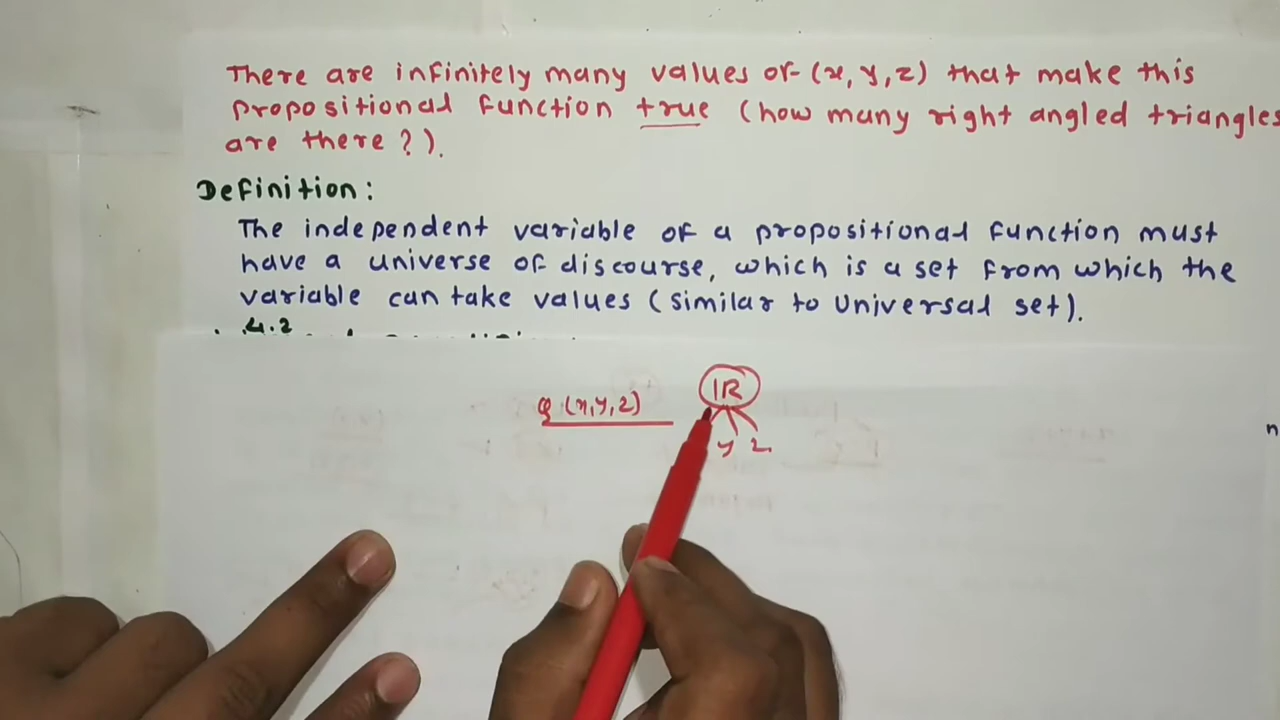 There are infinitely many values of (x, y, z) that make this
propositional function true (how many right angled triangles
are there?).
Definition:
The independent variable of a propositional function must
have a universe of discourse, which is a set from which the
variable can take values (similar to universal set).
4.2
Q (x, y, z) IR
y z
n